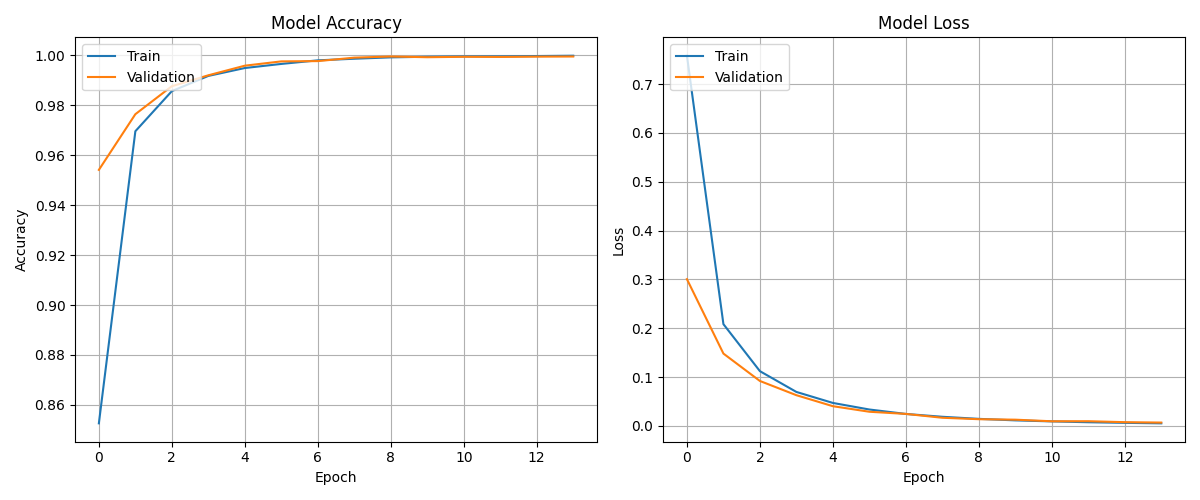 Model Accuracy
Train
Validation
1.00
0.98
0.96
0.94
0.92
0.90
0.88
0.86
Accuracy
0 2 4 6 8 10 12
Epoch
Model Loss
Train
Validation
0.7
0.6
0.5
0.4
0.3
0.2
0.1
0.0
Loss
0 2 4 6 8 10 12
Epoch